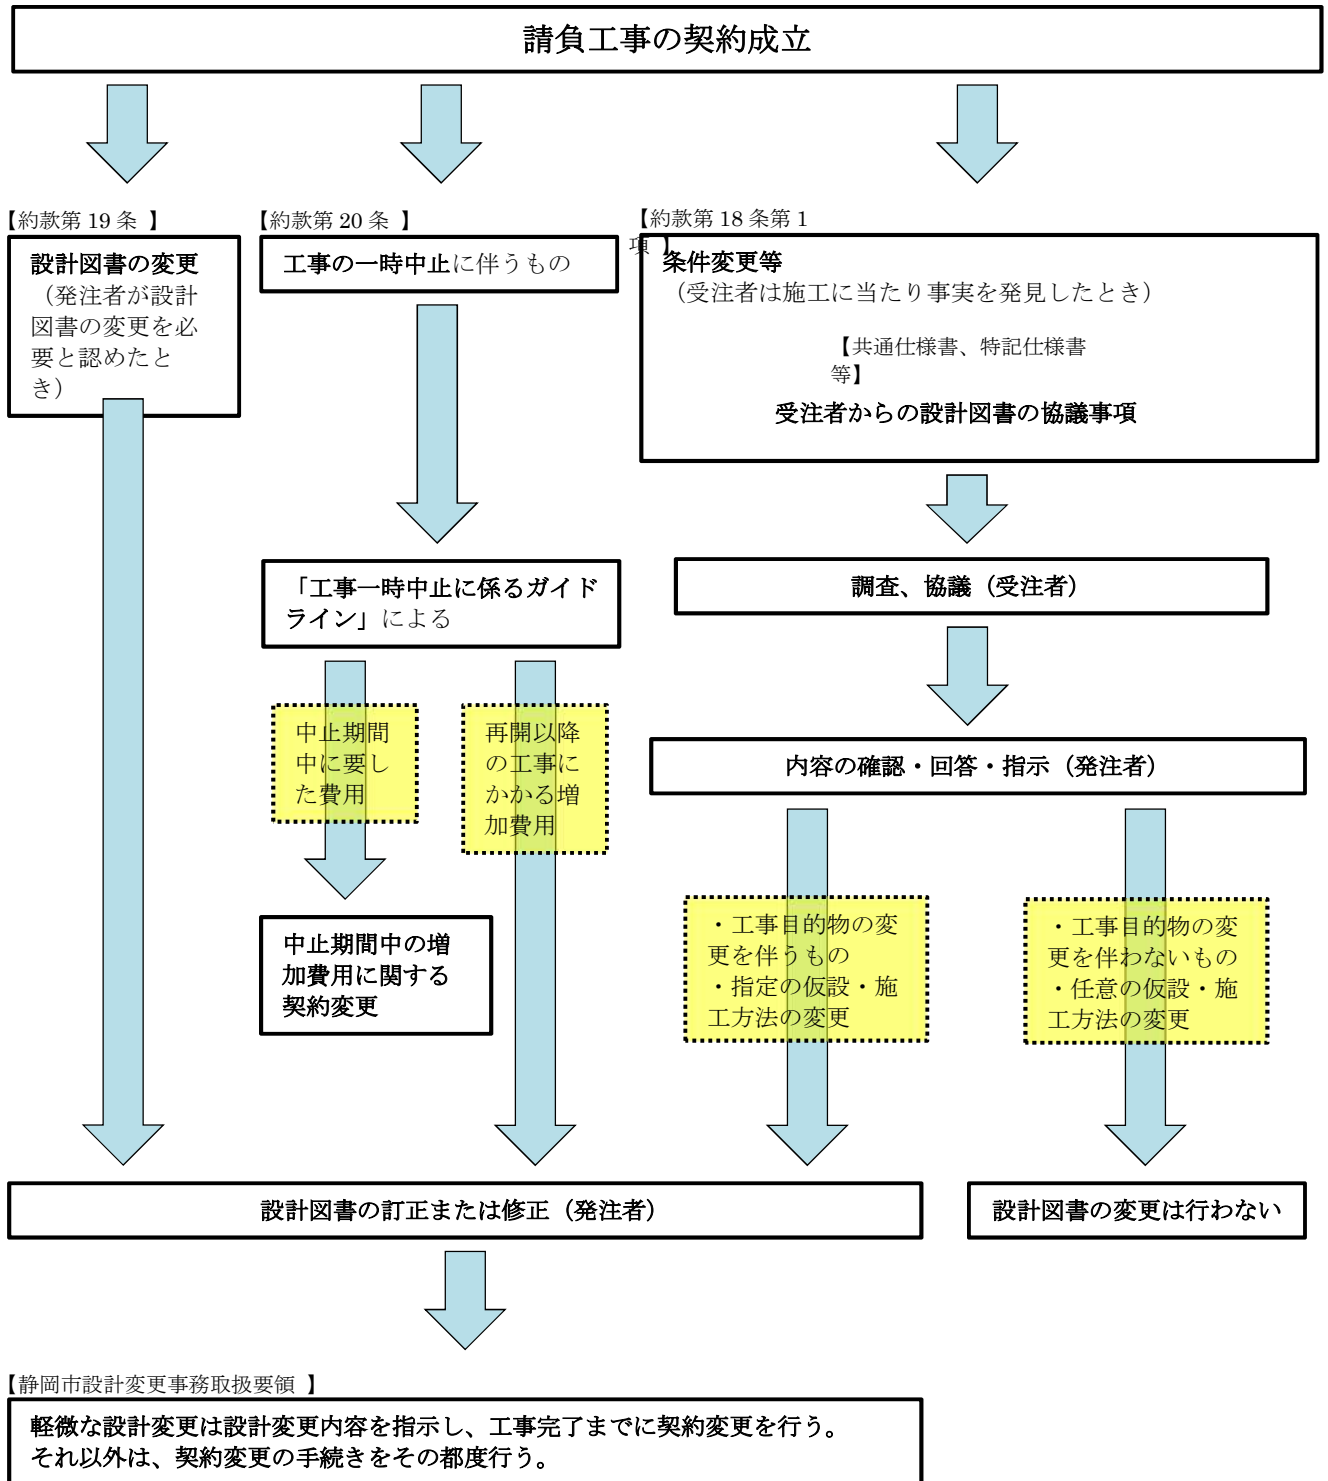 請負工事の契約成立
【約款第 19 条 】
設計図書の変更
（発注者が設計
図書の変更を必
要と認めたと
き）
【約款第 20 条 】
工事の一時中止に伴うもの
【約款第 18 条第 1
項 】
条件変更等
（受注者は施工に当たり事実を発見したとき）
【共通仕様書、特記仕様書
等】
受注者からの設計図書の協議事項
「工事一時中止に係るガイド
ライン」による
調査、協議（受注者）
中止期間
中に要し
た費用
再開以降
の工事に
かかる増
加費用
内容の確認・回答・指示（発注者）
中止期間中の増
加費用に関する
契約変更
・工事目的物の変
更を伴うもの
・指定の仮設・施
工方法の変更
・工事目的物の変
更を伴わないもの
・任意の仮設・施
工方法の変更
設計図書の訂正または修正（発注者）
設計図書の変更は行わない
【静岡市設計変更事務取扱要領 】
軽微な設計変更は設計変更内容を指示し、工事完了までに契約変更を行う。
それ以外は、契約変更の手続きをその都度行う。